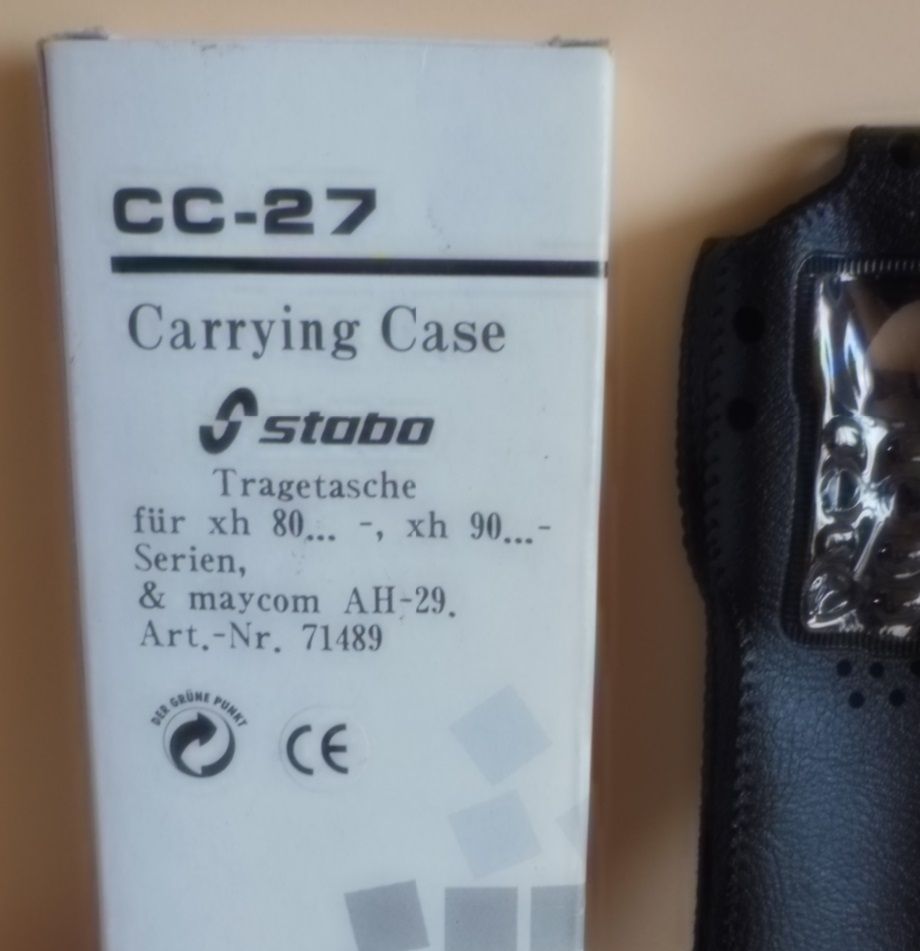 CC-27
Carrying Case
stabo
Tragetasche
für xh 80... -, xh 90...-
Serien,
& maycom AH-29.
Art.-Nr. 71489
DER GRÜNE PUNKT
CE